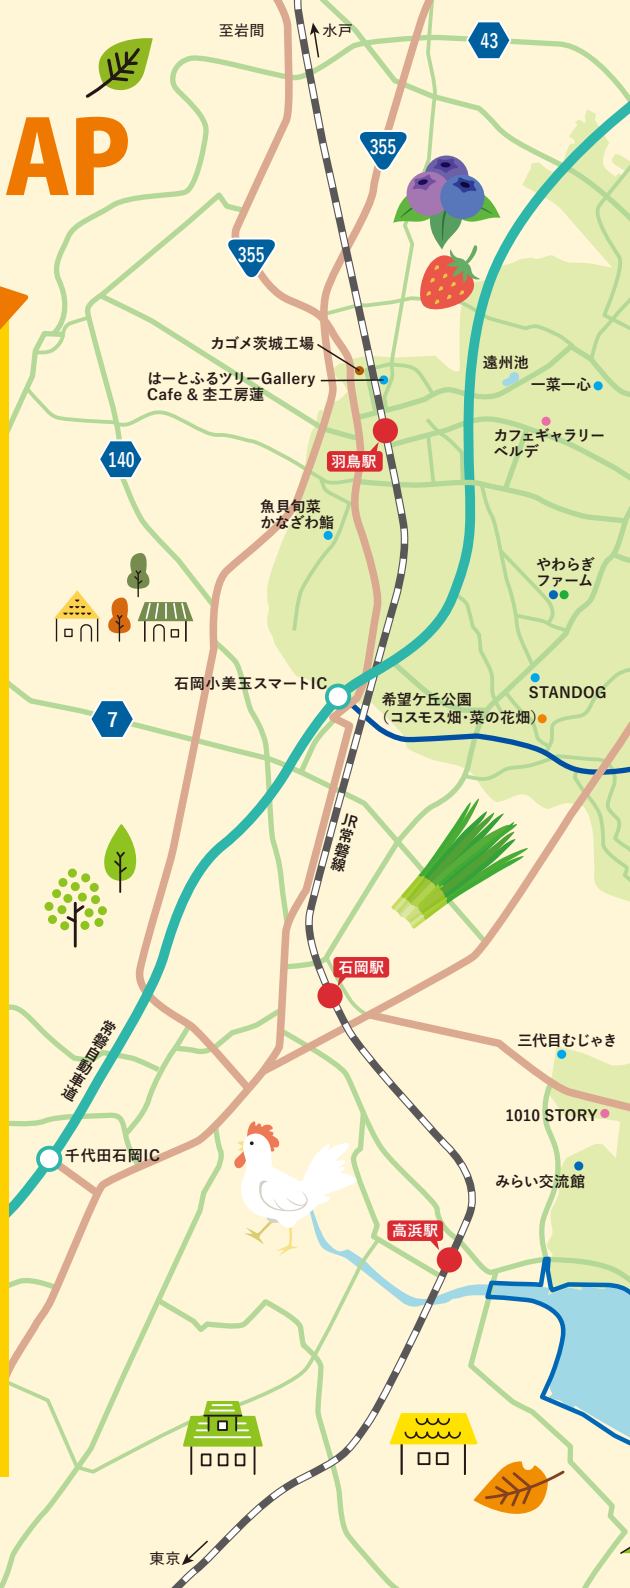 至岩間
水戸
43
AP
355
355
カゴメ茨城工場
はーとふるツリーGallery
Cafe & 杢工房蓮
遠州池
一菜一心
カフェギャラリー
ベルデ
羽鳥駅
140
魚貝旬菜
かなざわ鮨
やわらぎ
ファーム
石岡小美玉スマートIC
STANDOG
希望ケ丘公園
（コスモス畑・菜の花畑）
7
JR常磐線
石岡駅
常磐自動車道
三代目むじゃき
1010 STORY
千代田石岡IC
みらい交流館
高浜駅
東京